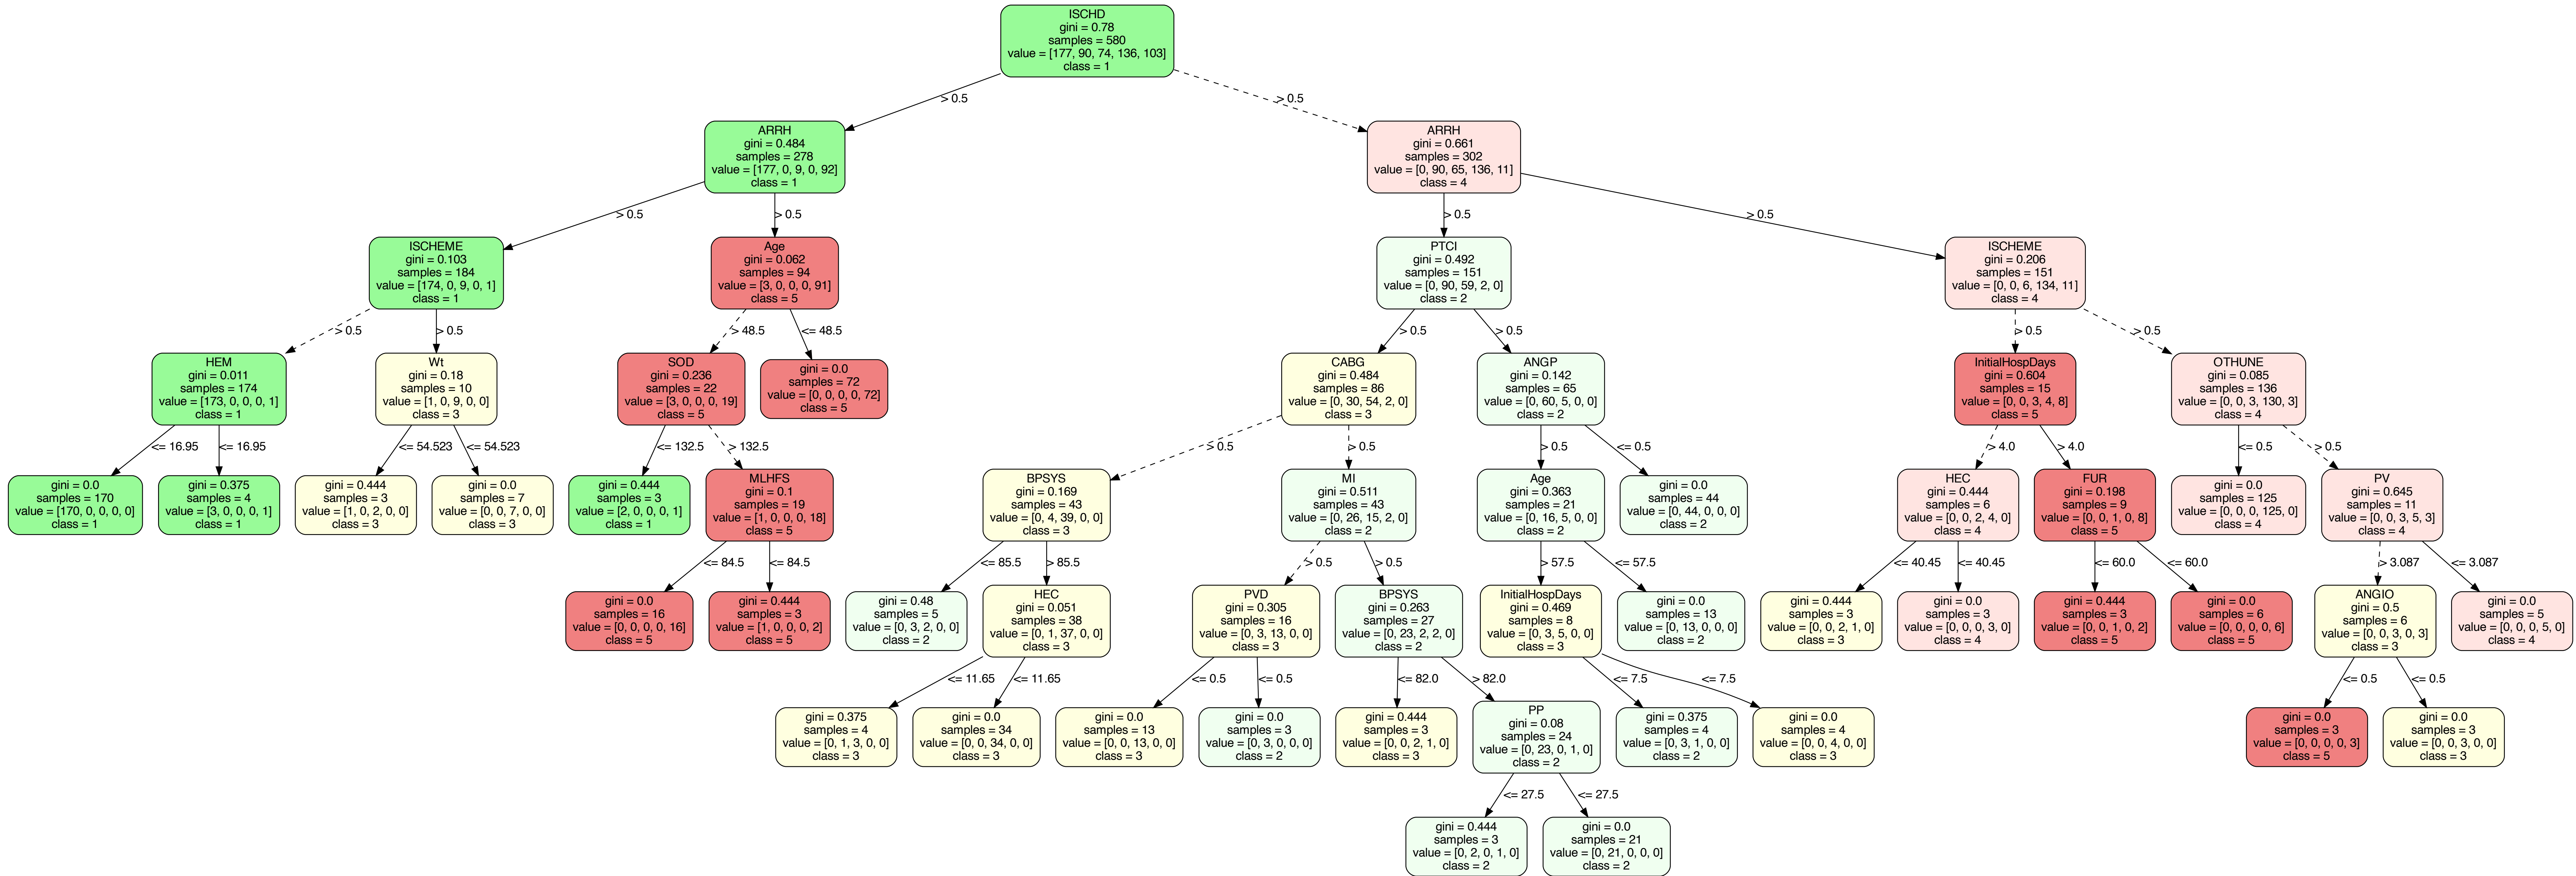 ISCHD
gini = 0.78
samples = 580
value = [177, 90, 74, 136, 103]
class = 1
> 0.5
> 0.5
ARRH
gini = 0.484
samples = 278
value = [177, 0, 9, 0, 92]
class = 1
ARRH
gini = 0.661
samples = 302
value = [0, 90, 65, 136, 11]
class = 4
> 0.5
> 0.5
> 0.5
> 0.5
ISCHEME
gini = 0.103
samples = 184
value = [174, 0, 9, 0, 1]
class = 1
Age
gini = 0.062
samples = 94
value = [3, 0, 0, 0, 91]
class = 5
PTCI
gini = 0.492
samples = 151
value = [0, 90, 59, 2, 0]
class = 2
ISCHEME
gini = 0.206
samples = 151
value = [0, 0, 6, 134, 11]
class = 4
> 0.5
> 0.5
> 48.5
<= 48.5
> 0.5
> 0.5
> 0.5
> 0.5
HEM
gini = 0.011
samples = 174
value = [173, 0, 0, 0, 1]
class = 1
Wt
gini = 0.18
samples = 10
value = [1, 0, 9, 0, 0]
class = 3
SOD
gini = 0.236
samples = 22
value = [3, 0, 0, 0, 19]
class = 5
gini = 0.0
samples = 72
value = [0, 0, 0, 0, 72]
class = 5
CABG
gini = 0.484
samples = 86
value = [0, 30, 54, 2, 0]
class = 3
ANGP
gini = 0.142
samples = 65
value = [0, 60, 5, 0, 0]
class = 2
InitialHospDays
gini = 0.604
samples = 15
value = [0, 0, 3, 4, 8]
class = 5
OTHUNE
gini = 0.085
samples = 136
value = [0, 0, 3, 130, 3]
class = 4
<= 16.95
<= 16.95
<= 54.523
<= 54.523
<= 132.5
> 132.5
> 0.5
> 0.5
> 0.5
<= 0.5
> 4.0
> 4.0
<= 0.5
> 0.5
gini = 0.0
samples = 170
value = [170, 0, 0, 0, 0]
class = 1
gini = 0.375
samples = 4
value = [3, 0, 0, 0, 1]
class = 1
gini = 0.444
samples = 3
value = [1, 0, 2, 0, 0]
class = 3
gini = 0.0
samples = 7
value = [0, 0, 7, 0, 0]
class = 3
gini = 0.444
samples = 3
value = [2, 0, 0, 0, 1]
class = 1
MLHFS
gini = 0.1
samples = 19
value = [1, 0, 0, 0, 18]
class = 5
BPSYS
gini = 0.169
samples = 43
value = [0, 4, 39, 0, 0]
class = 3
MI
gini = 0.511
samples = 43
value = [0, 26, 15, 2, 0]
class = 2
Age
gini = 0.363
samples = 21
value = [0, 16, 5, 0, 0]
class = 2
gini = 0.0
samples = 44
value = [0, 44, 0, 0, 0]
class = 2
HEC
gini = 0.444
samples = 6
value = [0, 0, 2, 4, 0]
class = 4
FUR
gini = 0.198
samples = 9
value = [0, 0, 1, 0, 8]
class = 5
gini = 0.0
samples = 125
value = [0, 0, 0, 125, 0]
class = 4
PV
gini = 0.645
samples = 11
value = [0, 0, 3, 5, 3]
class = 4
<= 84.5
<= 84.5
<= 85.5
> 85.5
> 0.5
> 0.5
> 57.5
<= 57.5
<= 40.45
<= 40.45
<= 60.0
<= 60.0
> 3.087
<= 3.087
gini = 0.0
samples = 16
value = [0, 0, 0, 0, 16]
class = 5
gini = 0.444
samples = 3
value = [1, 0, 0, 0, 2]
class = 5
gini = 0.48
samples = 5
value = [0, 3, 2, 0, 0]
class = 2
HEC
gini = 0.051
samples = 38
value = [0, 1, 37, 0, 0]
class = 3
PVD
gini = 0.305
samples = 16
value = [0, 3, 13, 0, 0]
class = 3
BPSYS
gini = 0.263
samples = 27
value = [0, 23, 2, 2, 0]
class = 2
InitialHospDays
gini = 0.469
samples = 8
value = [0, 3, 5, 0, 0]
class = 3
gini = 0.0
samples = 13
value = [0, 13, 0, 0, 0]
class = 2
gini = 0.444
samples = 3
value = [0, 0, 2, 1, 0]
class = 3
gini = 0.0
samples = 3
value = [0, 0, 0, 3, 0]
class = 4
gini = 0.444
samples = 3
value = [0, 0, 1, 0, 2]
class = 5
gini = 0.0
samples = 6
value = [0, 0, 0, 0, 6]
class = 5
ANGIO
gini = 0.5
samples = 6
value = [0, 0, 3, 0, 3]
class = 3
gini = 0.0
samples = 5
value = [0, 0, 0, 5, 0]
class = 4
<= 11.65
<= 11.65
<= 0.5
<= 0.5
<= 82.0
> 82.0
<= 7.5
<= 7.5
<= 0.5
<= 0.5
gini = 0.375
samples = 4
value = [0, 1, 3, 0, 0]
class = 3
gini = 0.0
samples = 34
value = [0, 0, 34, 0, 0]
class = 3
gini = 0.0
samples = 13
value = [0, 0, 13, 0, 0]
class = 3
gini = 0.0
samples = 3
value = [0, 3, 0, 0, 0]
class = 2
gini = 0.444
samples = 3
value = [0, 0, 2, 1, 0]
class = 3
PP
gini = 0.08
samples = 24
value = [0, 23, 0, 1, 0]
class = 2
gini = 0.375
samples = 4
value = [0, 3, 1, 0, 0]
class = 2
gini = 0.0
samples = 4
value = [0, 0, 4, 0, 0]
class = 3
gini = 0.0
samples = 3
value = [0, 0, 0, 0, 3]
class = 5
gini = 0.0
samples = 3
value = [0, 0, 3, 0, 0]
class = 3
<= 27.5
<= 27.5
gini = 0.444
samples = 3
value = [0, 2, 0, 1, 0]
class = 2
gini = 0.0
samples = 21
value = [0, 21, 0, 0, 0]
class = 2